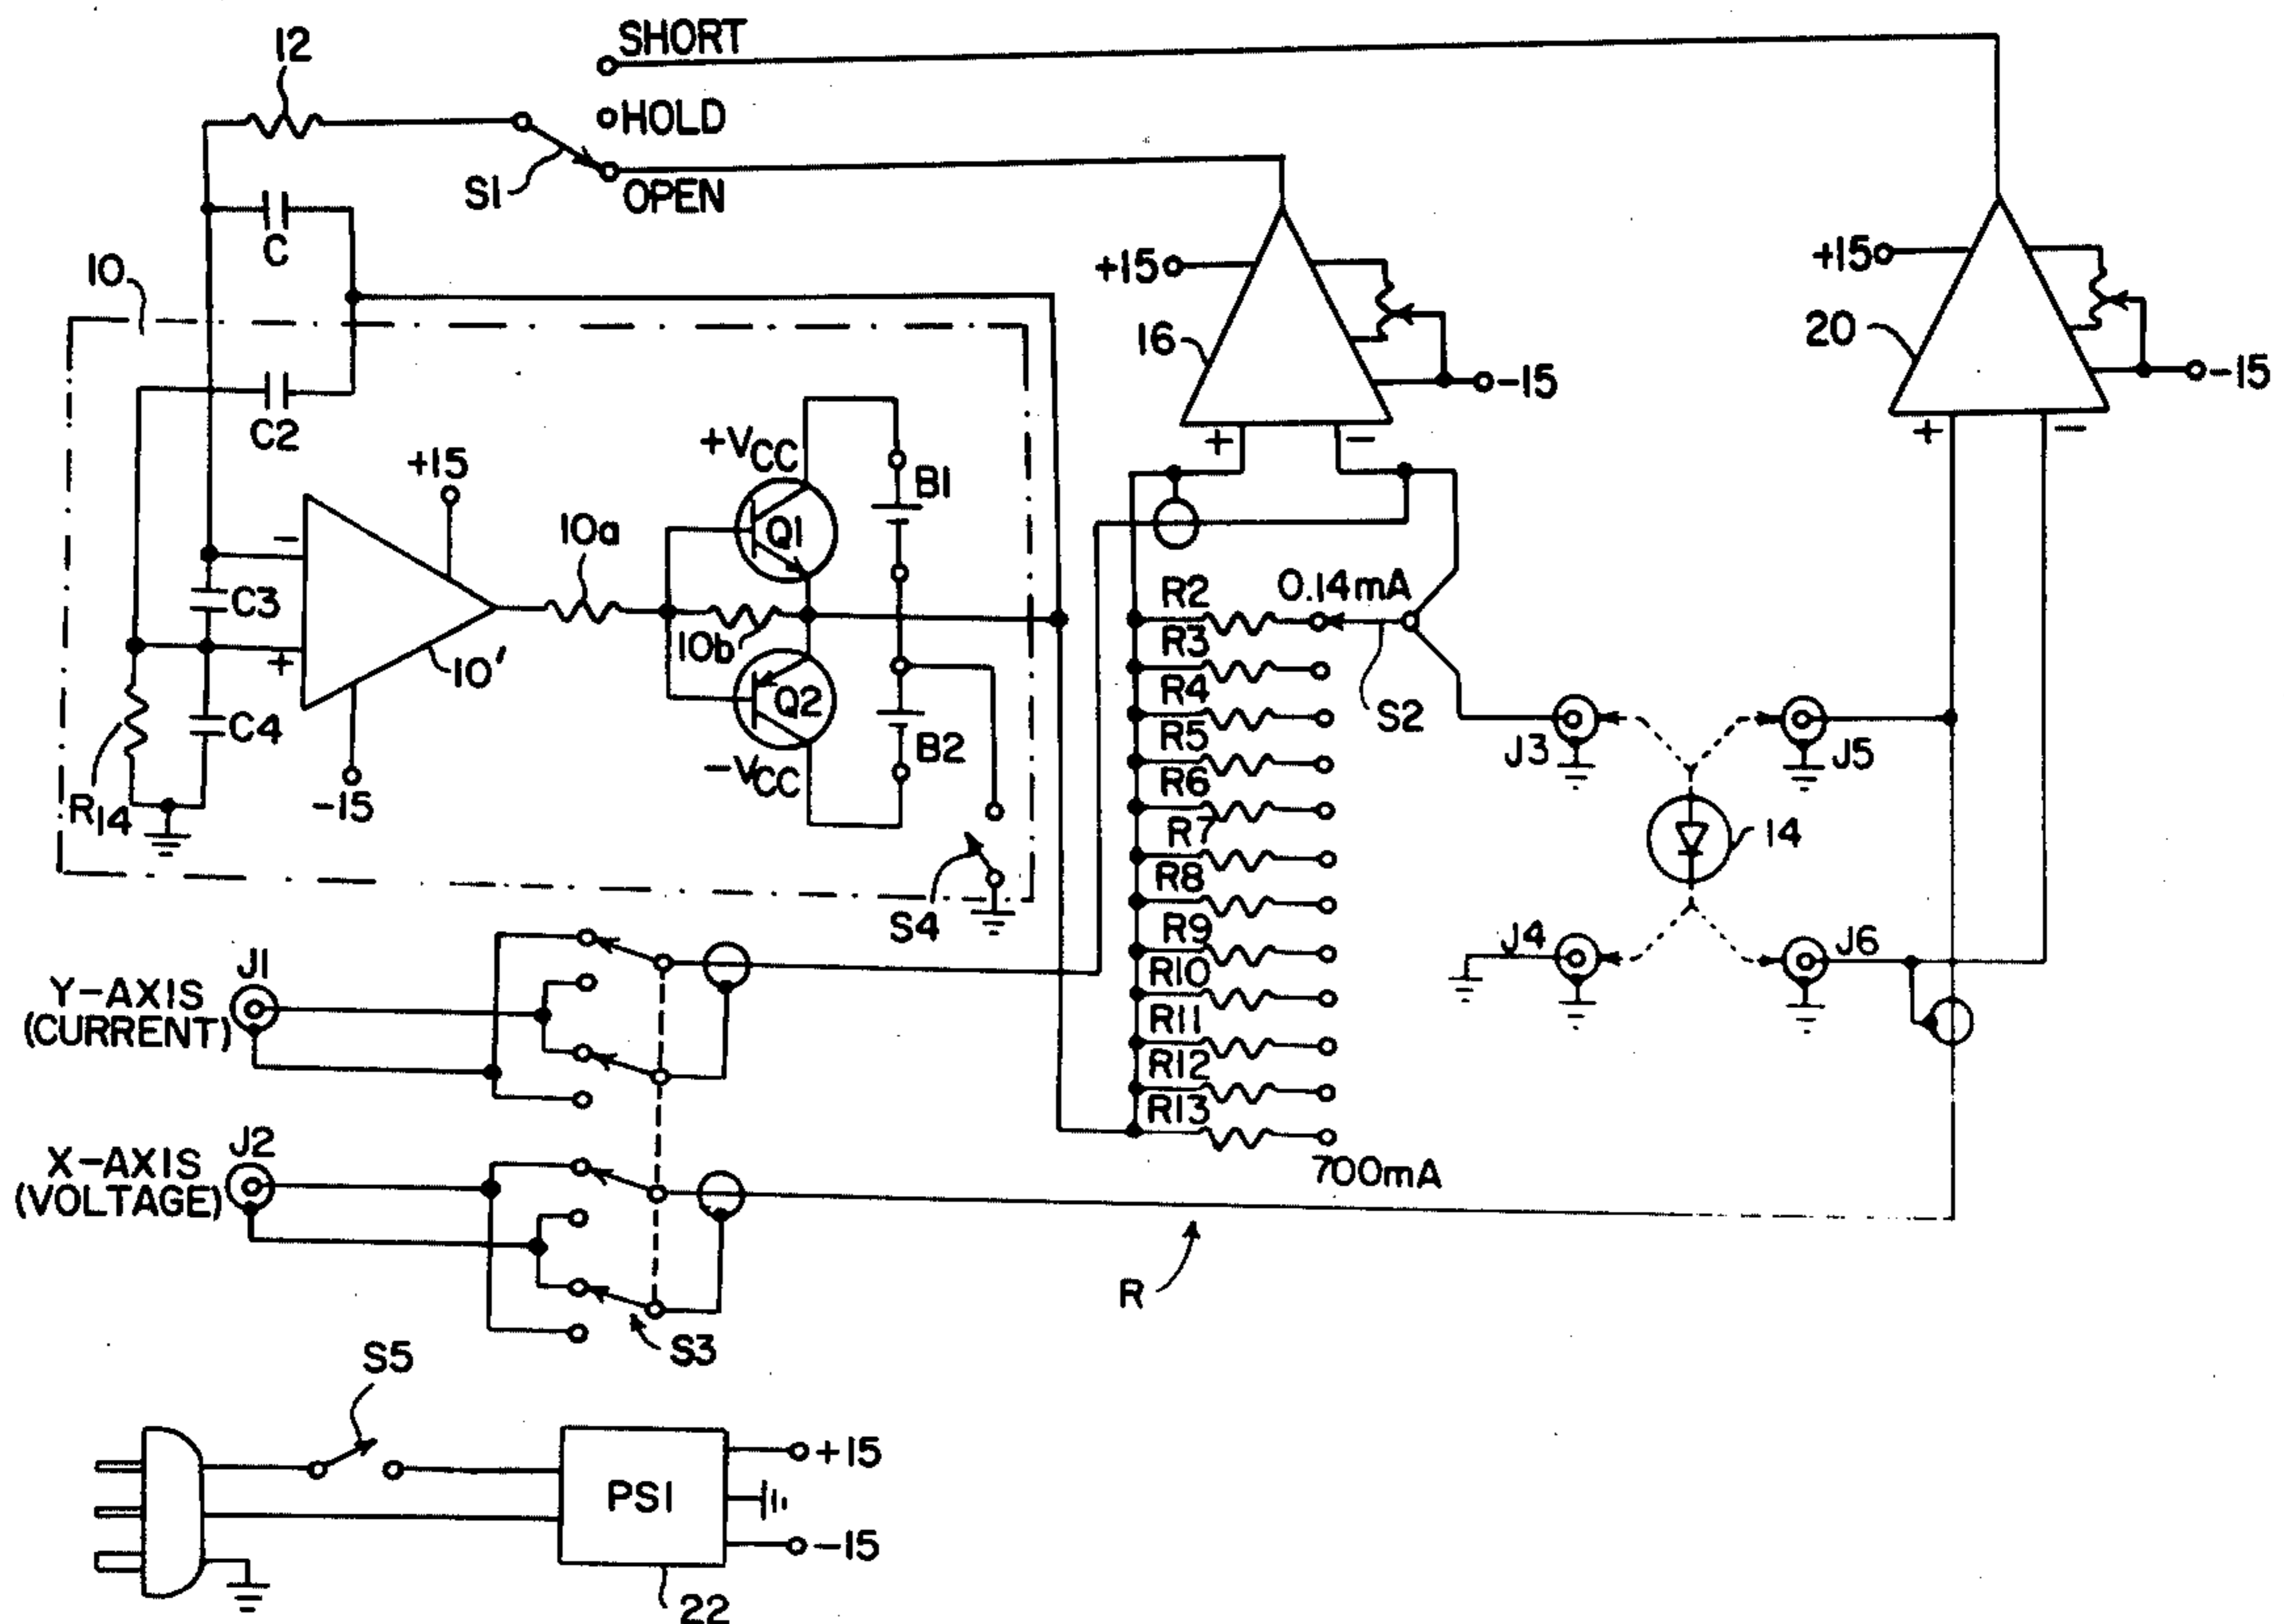 12
SHORT
HOLD
OPEN
S1
C
10
+15
16
-15
+15
20
-15
+
-
+
-
C2
+15
+VCC
B1
10a
Q1
-
C3
10b
+
10'
Q2
C4
B2
-VCC
R14
-15
S4
R2
0.14mA
R3
R4
S2
R5
R6
R7
R8
R9
R10
R11
R12
R13
700mA
J3
J5
14
J4
J6
Y-AXIS
(CURRENT)
J1
X-AXIS
(VOLTAGE)
J2
S3
R
S5
PS1
+15
-15
22